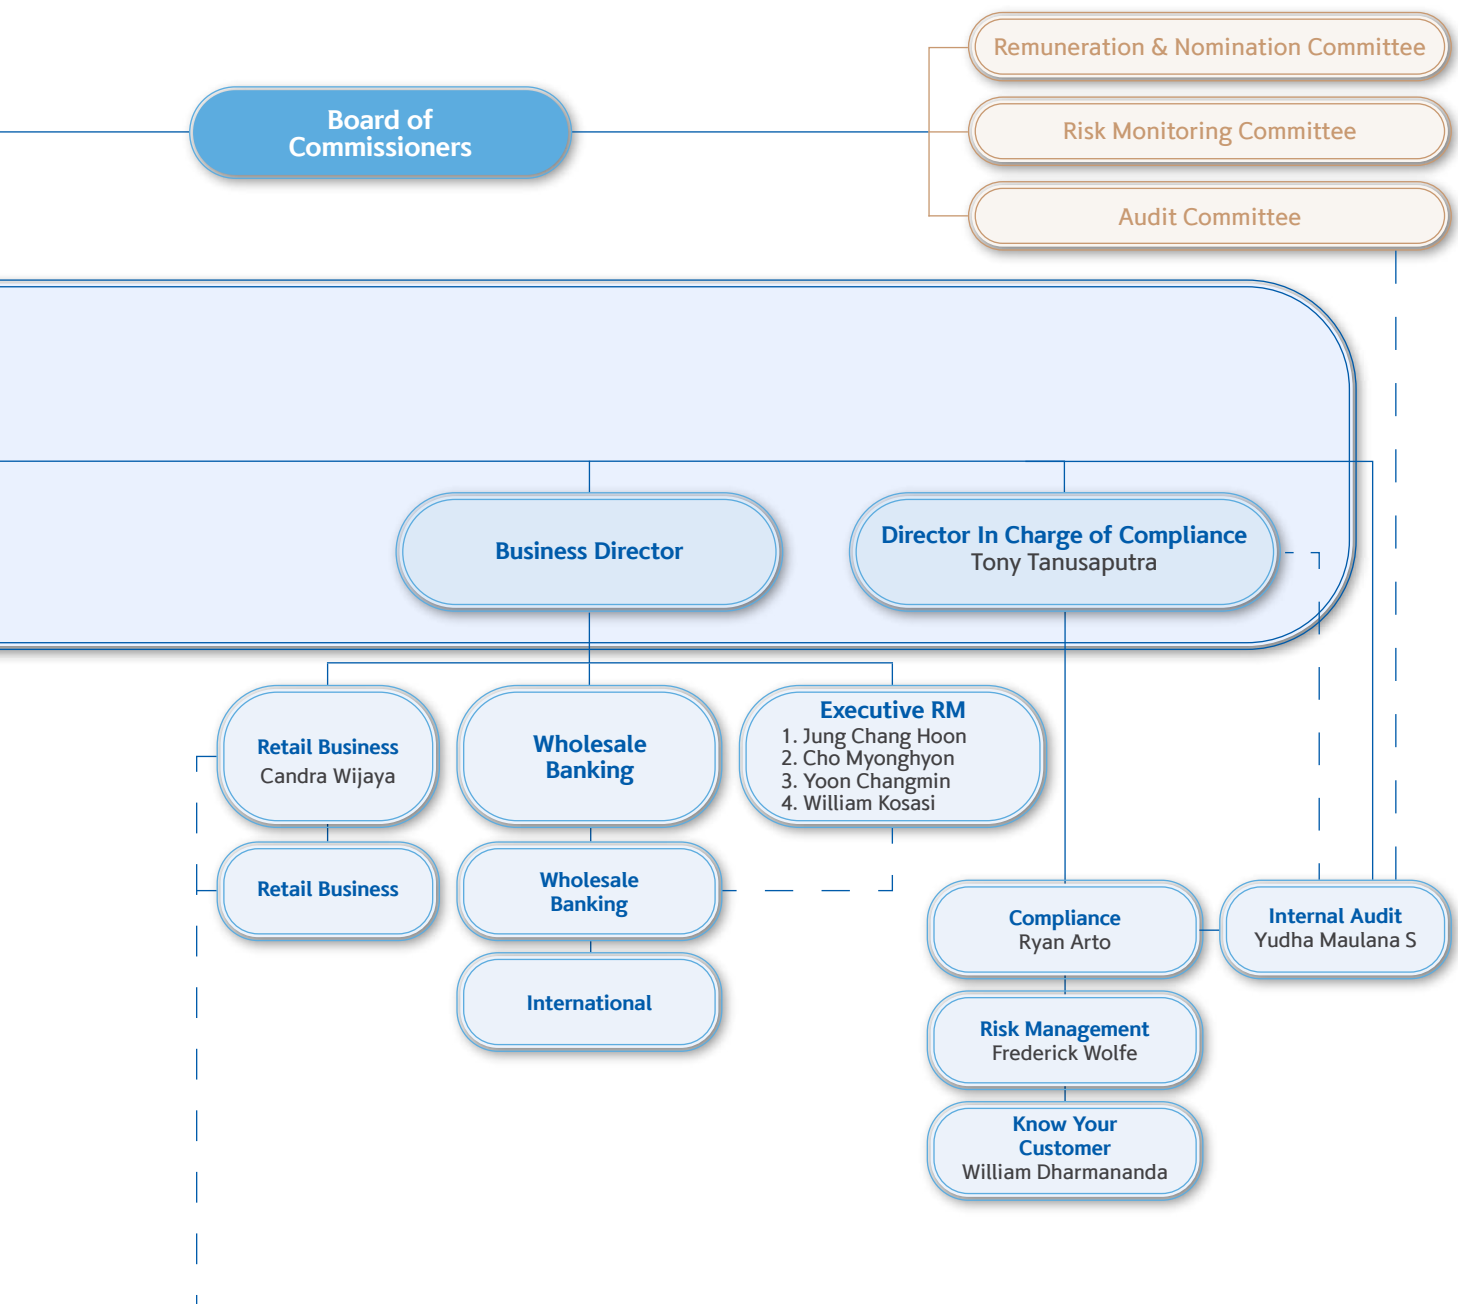 Remuneration & Nomination Committee
Board of
Commissioners
Risk Monitoring Committee
Audit Committee
Business Director
Director In Charge of Compliance
Tony Tanusaputra
Retail Business
Candra Wijaya
Wholesale
Banking
Executive RM
1. Jung Chang Hoon
2. Cho Myonghyon
3. Yoon Changmin
4. William Kosasi
Retail Business
Wholesale
Banking
International
Compliance
Ryan Arto
Internal Audit
Yudha Maulana S
Risk Management
Frederick Wolfe
Know Your
Customer
William Dharmananda